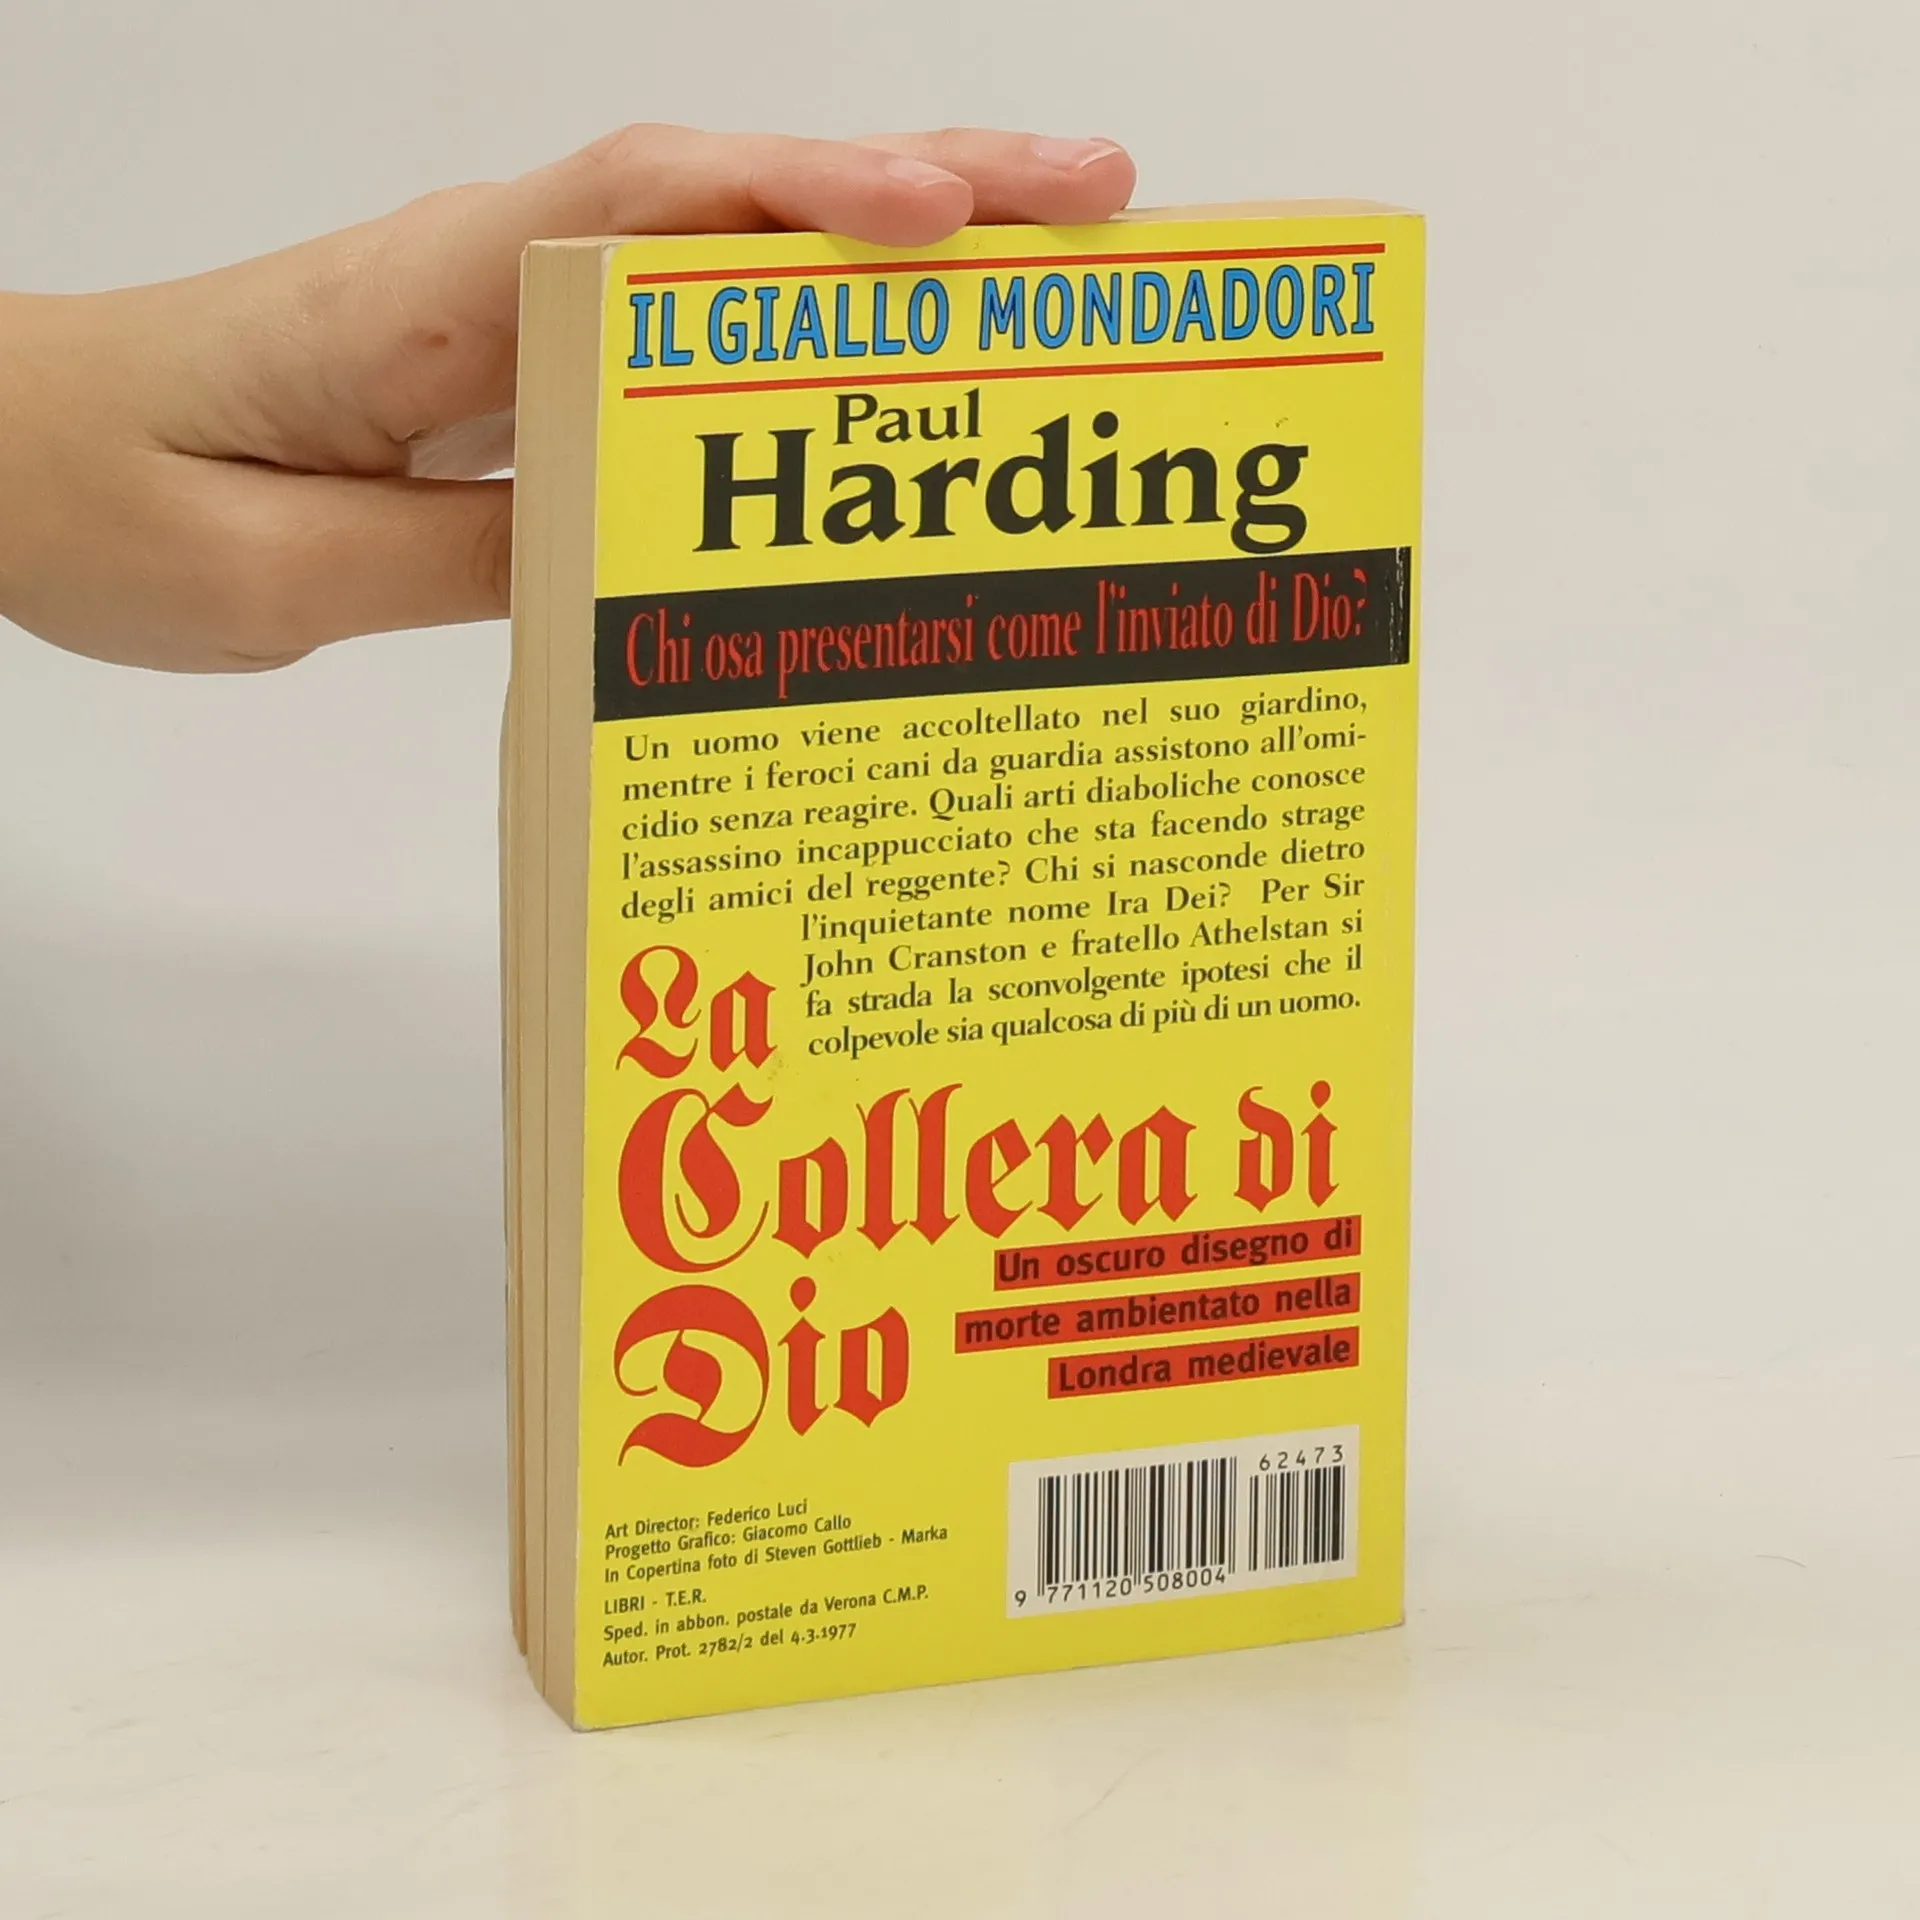 IL GIALLO MONDADORI
Paul
Harding
Chi osa presentarsi come l'inviato di Dio?
Un uomo viene accoltellato nel suo giardino,
mentre i feroci cani da guardia assistono all'omi-
cidio senza reagire. Quali arti diaboliche conosce
l'assassino incappucciato che sta facendo strage
degli amici del reggente? Chi si nasconde dietro
l'inquietante nome Ira Dei? Per Sir
John Cranston e fratello Athelstan si
fa strada la sconvolgente ipotesi che il
colpevole sia qualcosa di più di un uomo.
La
Collera di
Dio
Un oscuro disegno di
morte ambientato nella
Londra medievale
62473
9 771120 508004
Art Director: Federico Luci
Progetto Grafico: Giacomo Callo
In Copertina foto di Steven Gottlieb - Marka
LIBRI - T.E.R.
Sped. in abbon. postale da Verona C.M.P.
Autor. Prot. 2782/2 del 4.3.1977